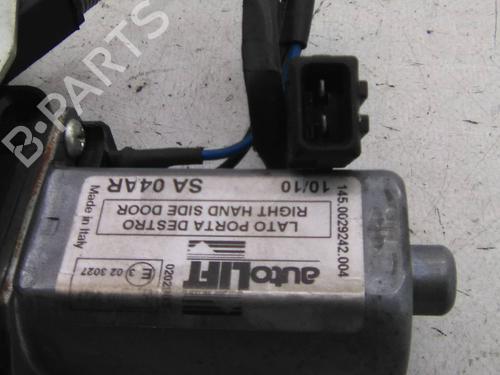 145.0029242.004
10/10
SA 04AR
LATO PORTA DESTRO
RIGHT HAND SIDE DOOR
Made in Italy
autoLIFT
E
3 02 3027
B-PARTS